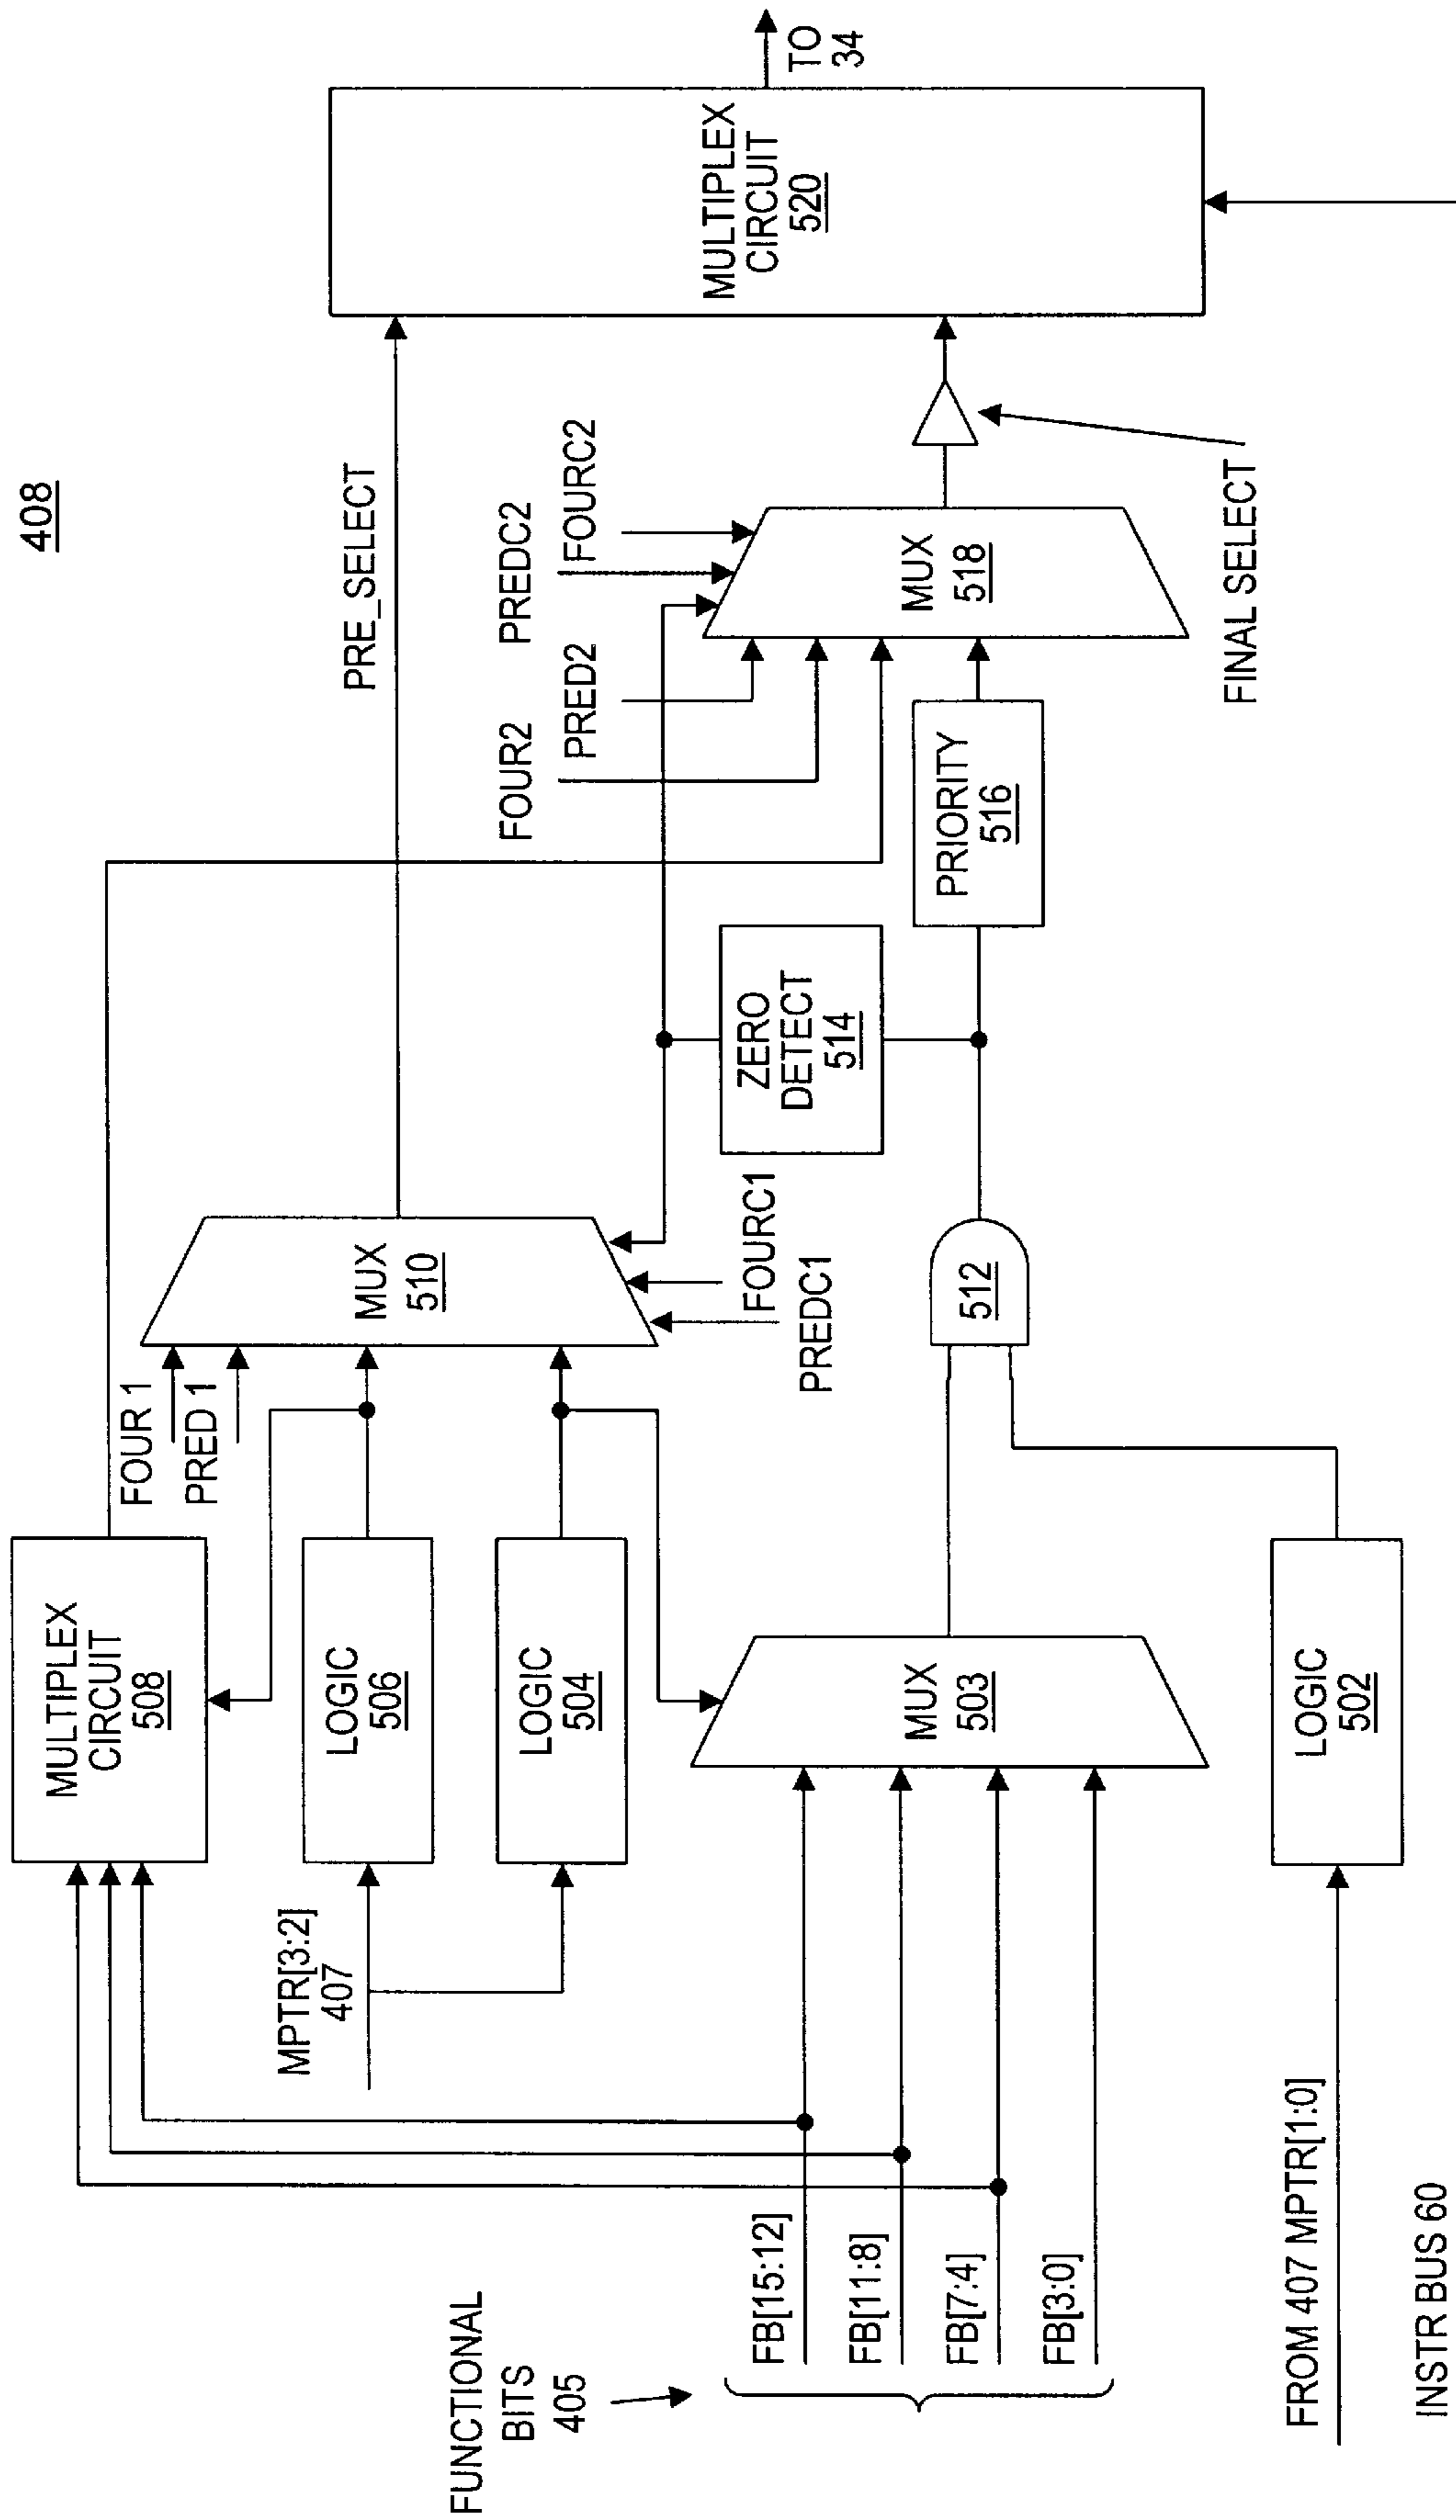 408
FUNCTIONAL
BITS
405
FB[15:12]
FB[11:8]
FB[7:4]
FB[3:0]
FROM 407 MPTR[1:0]
INSTR BUS 60
MPTR[3:2]
407
MULTIPLEX
CIRCUIT
508
LOGIC
506
LOGIC
504
MUX
503
LOGIC
502
FOUR 1
PRED 1
MUX
510
FOURC1
PREDC1
512
ZERO
DETECT
514
PRIORITY
516
PRE_SELECT
FOUR2
PRED2
PREDC2
FOURC2
MUX
518
FINAL SELECT
MULTIPLEX
CIRCUIT
520
TO
34